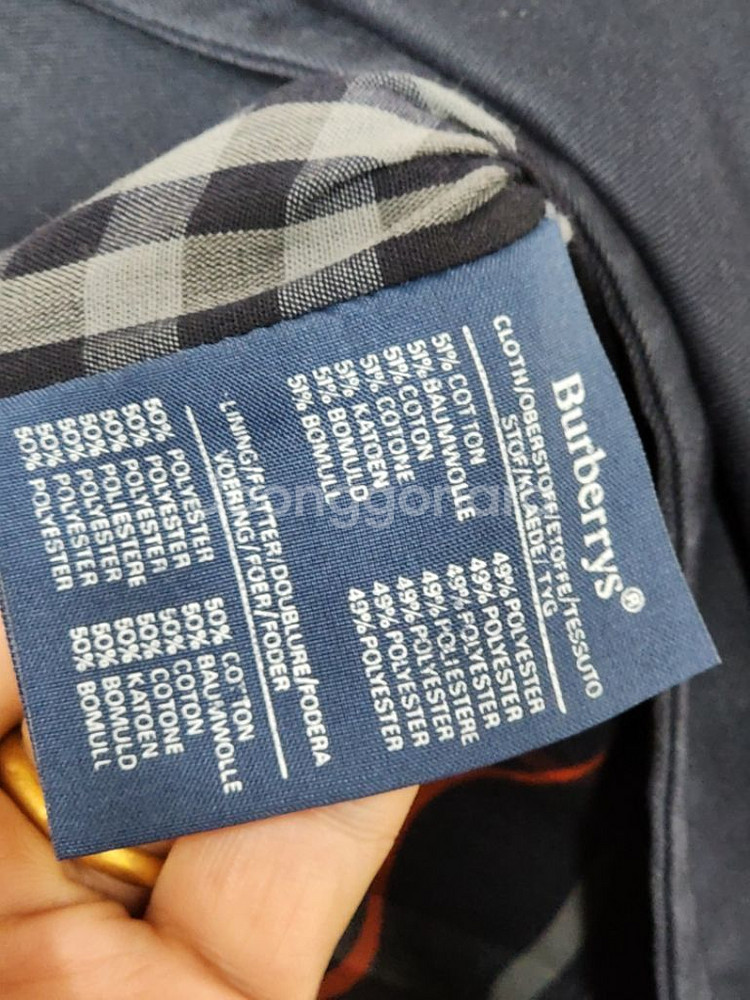 Burberrys®
CLOTH/OBERSTOFF/ETOFFE/TESSUTO
STOF/KLAEDE/TYG
51% COTTON 49% POLYESTER
51% BAUMWOLLE 49% POLYESTER
51% COTON 49% POLYESTER
51% COTONE 49% POLIESTERE
51% KATOEN 49% POLYESTER
51% BOMULD 49% POLYESTER
51% BOMULL 49% POLYESTER
LINING/FUTTER/DOUBLURE/FODERA
VOERING/FOER/FODER
50% POLYESTER 50% COTTON
50% POLYESTER 50% BAUMWOLLE
50% POLYESTER 50% COTON
50% POLIESTERE 50% COTONE
50% POLYESTER 50% KATOEN
50% POLYESTER 50% BOMULD
50% POLYESTER 50% BOMULL